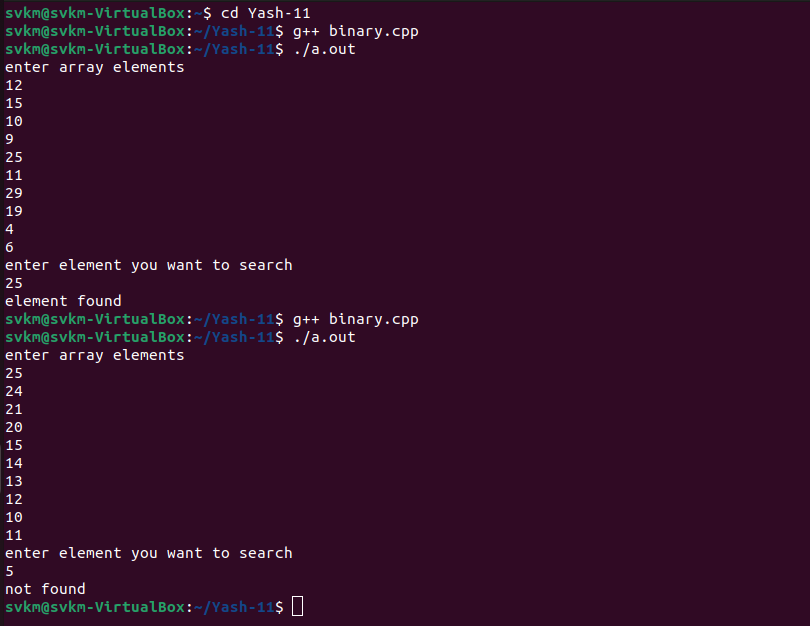 svkm@svkm-VirtualBox:~$ cd Yash-11
svkm@svkm-VirtualBox:~/Yash-11$ g++ binary.cpp
svkm@svkm-VirtualBox:~/Yash-11$ ./a.out
enter array elements
12
15
10
9
25
11
29
19
4
6
enter element you want to search
25
element found
svkm@svkm-VirtualBox:~/Yash-11$ g++ binary.cpp
svkm@svkm-VirtualBox:~/Yash-11$ ./a.out
enter array elements
25
24
21
20
15
14
13
12
10
11
enter element you want to search
5
not found
svkm@svkm-VirtualBox:~/Yash-11$